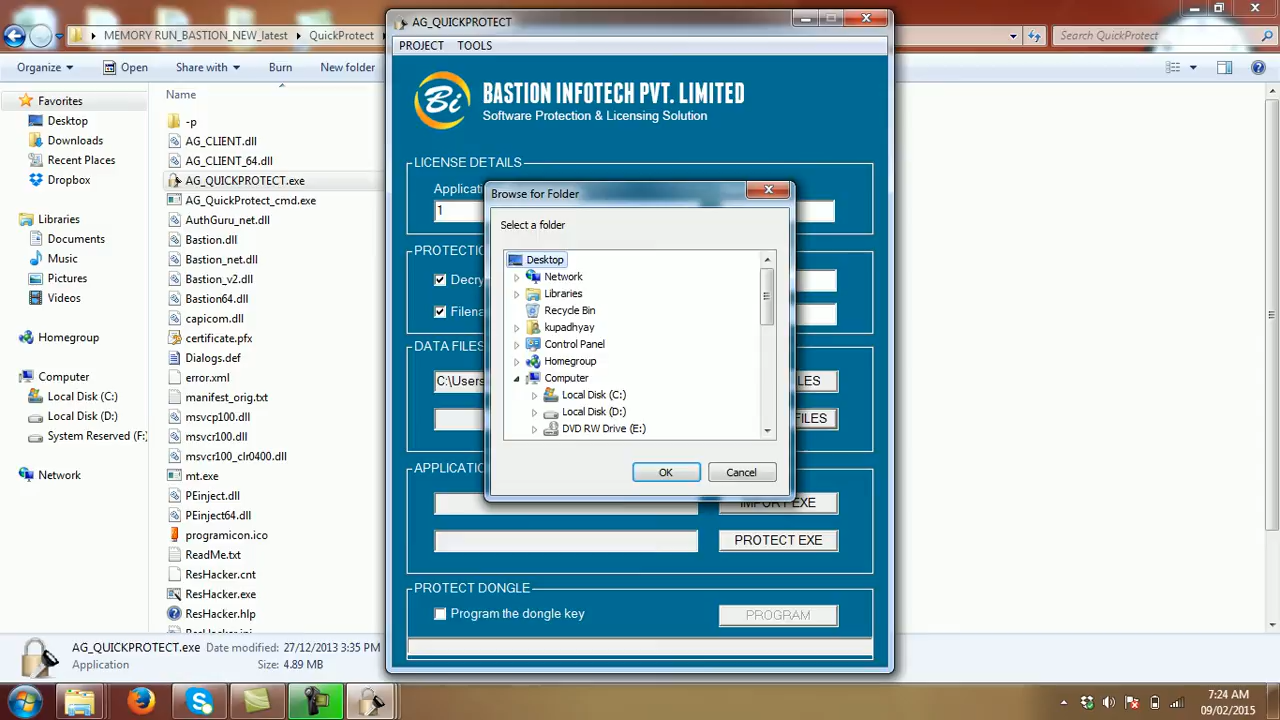 AG_QUICKPROTECT
MEMORY RUN_BASTION_NEW_latest
QuickProtect
Search QuickProtect
PROJECT TOOLS
Organize Open Share with Burn New folder
Favorites
Desktop
Downloads
Recent Places
Dropbox
Libraries
Documents
Music
Pictures
Videos
Homegroup
Computer
Local Disk (C:)
Local Disk (D:)
System Reserved (F:
Network
Name
-p
AG_CLIENT.dll
AG_CLIENT_64.dll
AG_QUICKPROTECT.exe
AG_QuickProtect_cmd.exe
AuthGuru_net.dll
Bastion.dll
Bastion_net.dll
Bastion_v2.dll
Bastion64.dll
capicom.dll
certificate.pfx
Dialogs.def
error.xml
manifest_orig.txt
msvcp100.dll
msvcr100.dll
msvcr100_clr0400.dll
mt.exe
PEinject.dll
PEinject64.dll
programicon.ico
ReadMe.txt
ResHacker.cnt
ResHacker.exe
ResHacker.hlp
ResHacker.ini
Bi
BASTION INFOTECH PVT. LIMITED
Software Protection & Licensing Solution
LICENSE DETAILS
Applicati
1
PROTECTIO
Decry
Filena
DATA FILES
C:\Users
LES
FILES
APPLICATIO
IMPORT EXE
PROTECT EXE
PROTECT DONGLE
Program the dongle key
PROGRAM
Browse for Folder
Select a folder
Desktop
Network
Libraries
Recycle Bin
kupadhyay
Control Panel
Homegroup
Computer
Local Disk (C:)
Local Disk (D:)
DVD RW Drive (E:)
OK Cancel
AG_QUICKPROTECT.exe Date modified: 27/12/2013 3:35 PM
Application Size: 4.89 MB
7:24 AM
09/02/2015